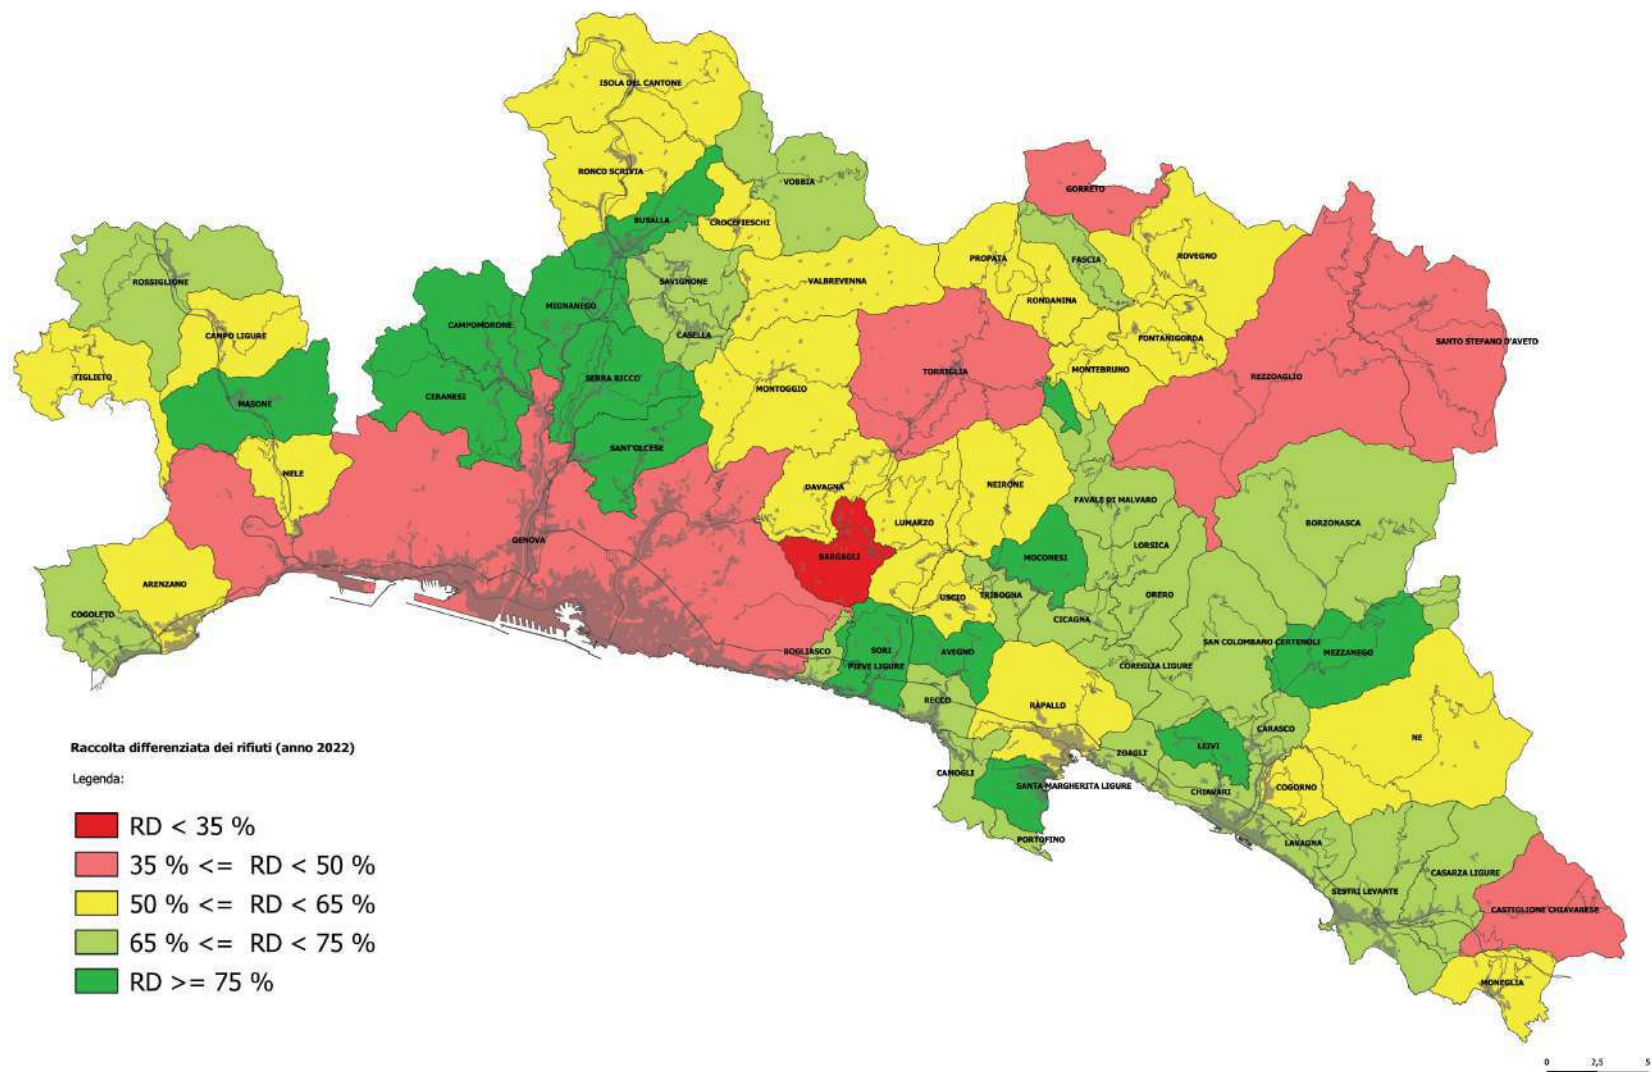 ISOLA DEL CANTONE
RONCO SCRIVIA
VOBBIA
GORRETO
BUSALLA
CROCEFIESCHI
ROVEGNO
PROPATA
FASCIA
ROSSIGLIONE
SAVIGNONE
VALBREVENNA
RONDANINA
MIGNANEGO
CAMPOMORONE
CAMPO LIGURE
CASELLA
FONTANIGORDA
SANTO STEFANO D'AVETO
TIGLIETO
SERRA RICCO'
TORRIGLIA
MONTEBRUNO
REZZOAGLIO
MONTOGGIO
CERANESI
MASONE
SANT'OLCESE
MELE
DAVAGNA
NEIRONE
FAVALE DI MALVARO
LUMARZO
BORZONASCA
GENOVA
LORSICA
BARGAGLI
MOCONESI
ARENZANO
USCIO
TRIBOGNA
ORERO
COGOLETO
CICAGNA
SAN COLOMBANO CERTENOLI
BOGLIASCO
SORI
AVEGNO
MEZZANEGO
PIEVE LIGURE
COREGLIA LIGURE
RECCO
RAPALLO
CARASCO
NE
LEIVI
ZOAGLI
CAMOGLI
SANTA MARGHERITA LIGURE
CHIAVARI
COGORNO
PORTOFINO
LAVAGNA
CASARZA LIGURE
SESTRI LEVANTE
CASTIGLIONE CHIAVARESE
MONEGLIA
Raccolta differenziata dei rifiuti (anno 2022)
Legenda:
RD < 35 %
35 % <= RD < 50 %
50 % <= RD < 65 %
65 % <= RD < 75 %
RD >= 75 %
0 2,5 5